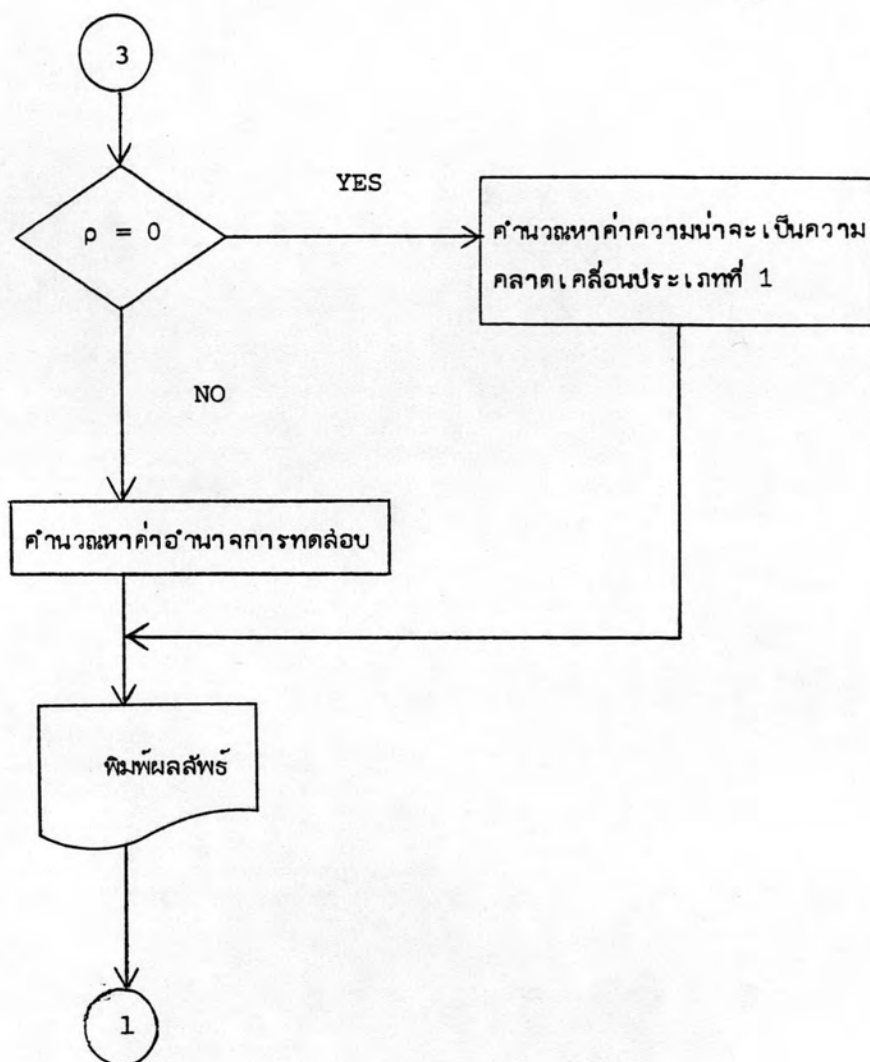 3
ρ = 0
YES
คำนวณหาค่าความน่าจะเป็นความ
คลาดเคลื่อนประเภทที่ 1
NO
คำนวณหาค่าอำนาจการทดสอบ
พิมพ์ผลลัพธ์
1